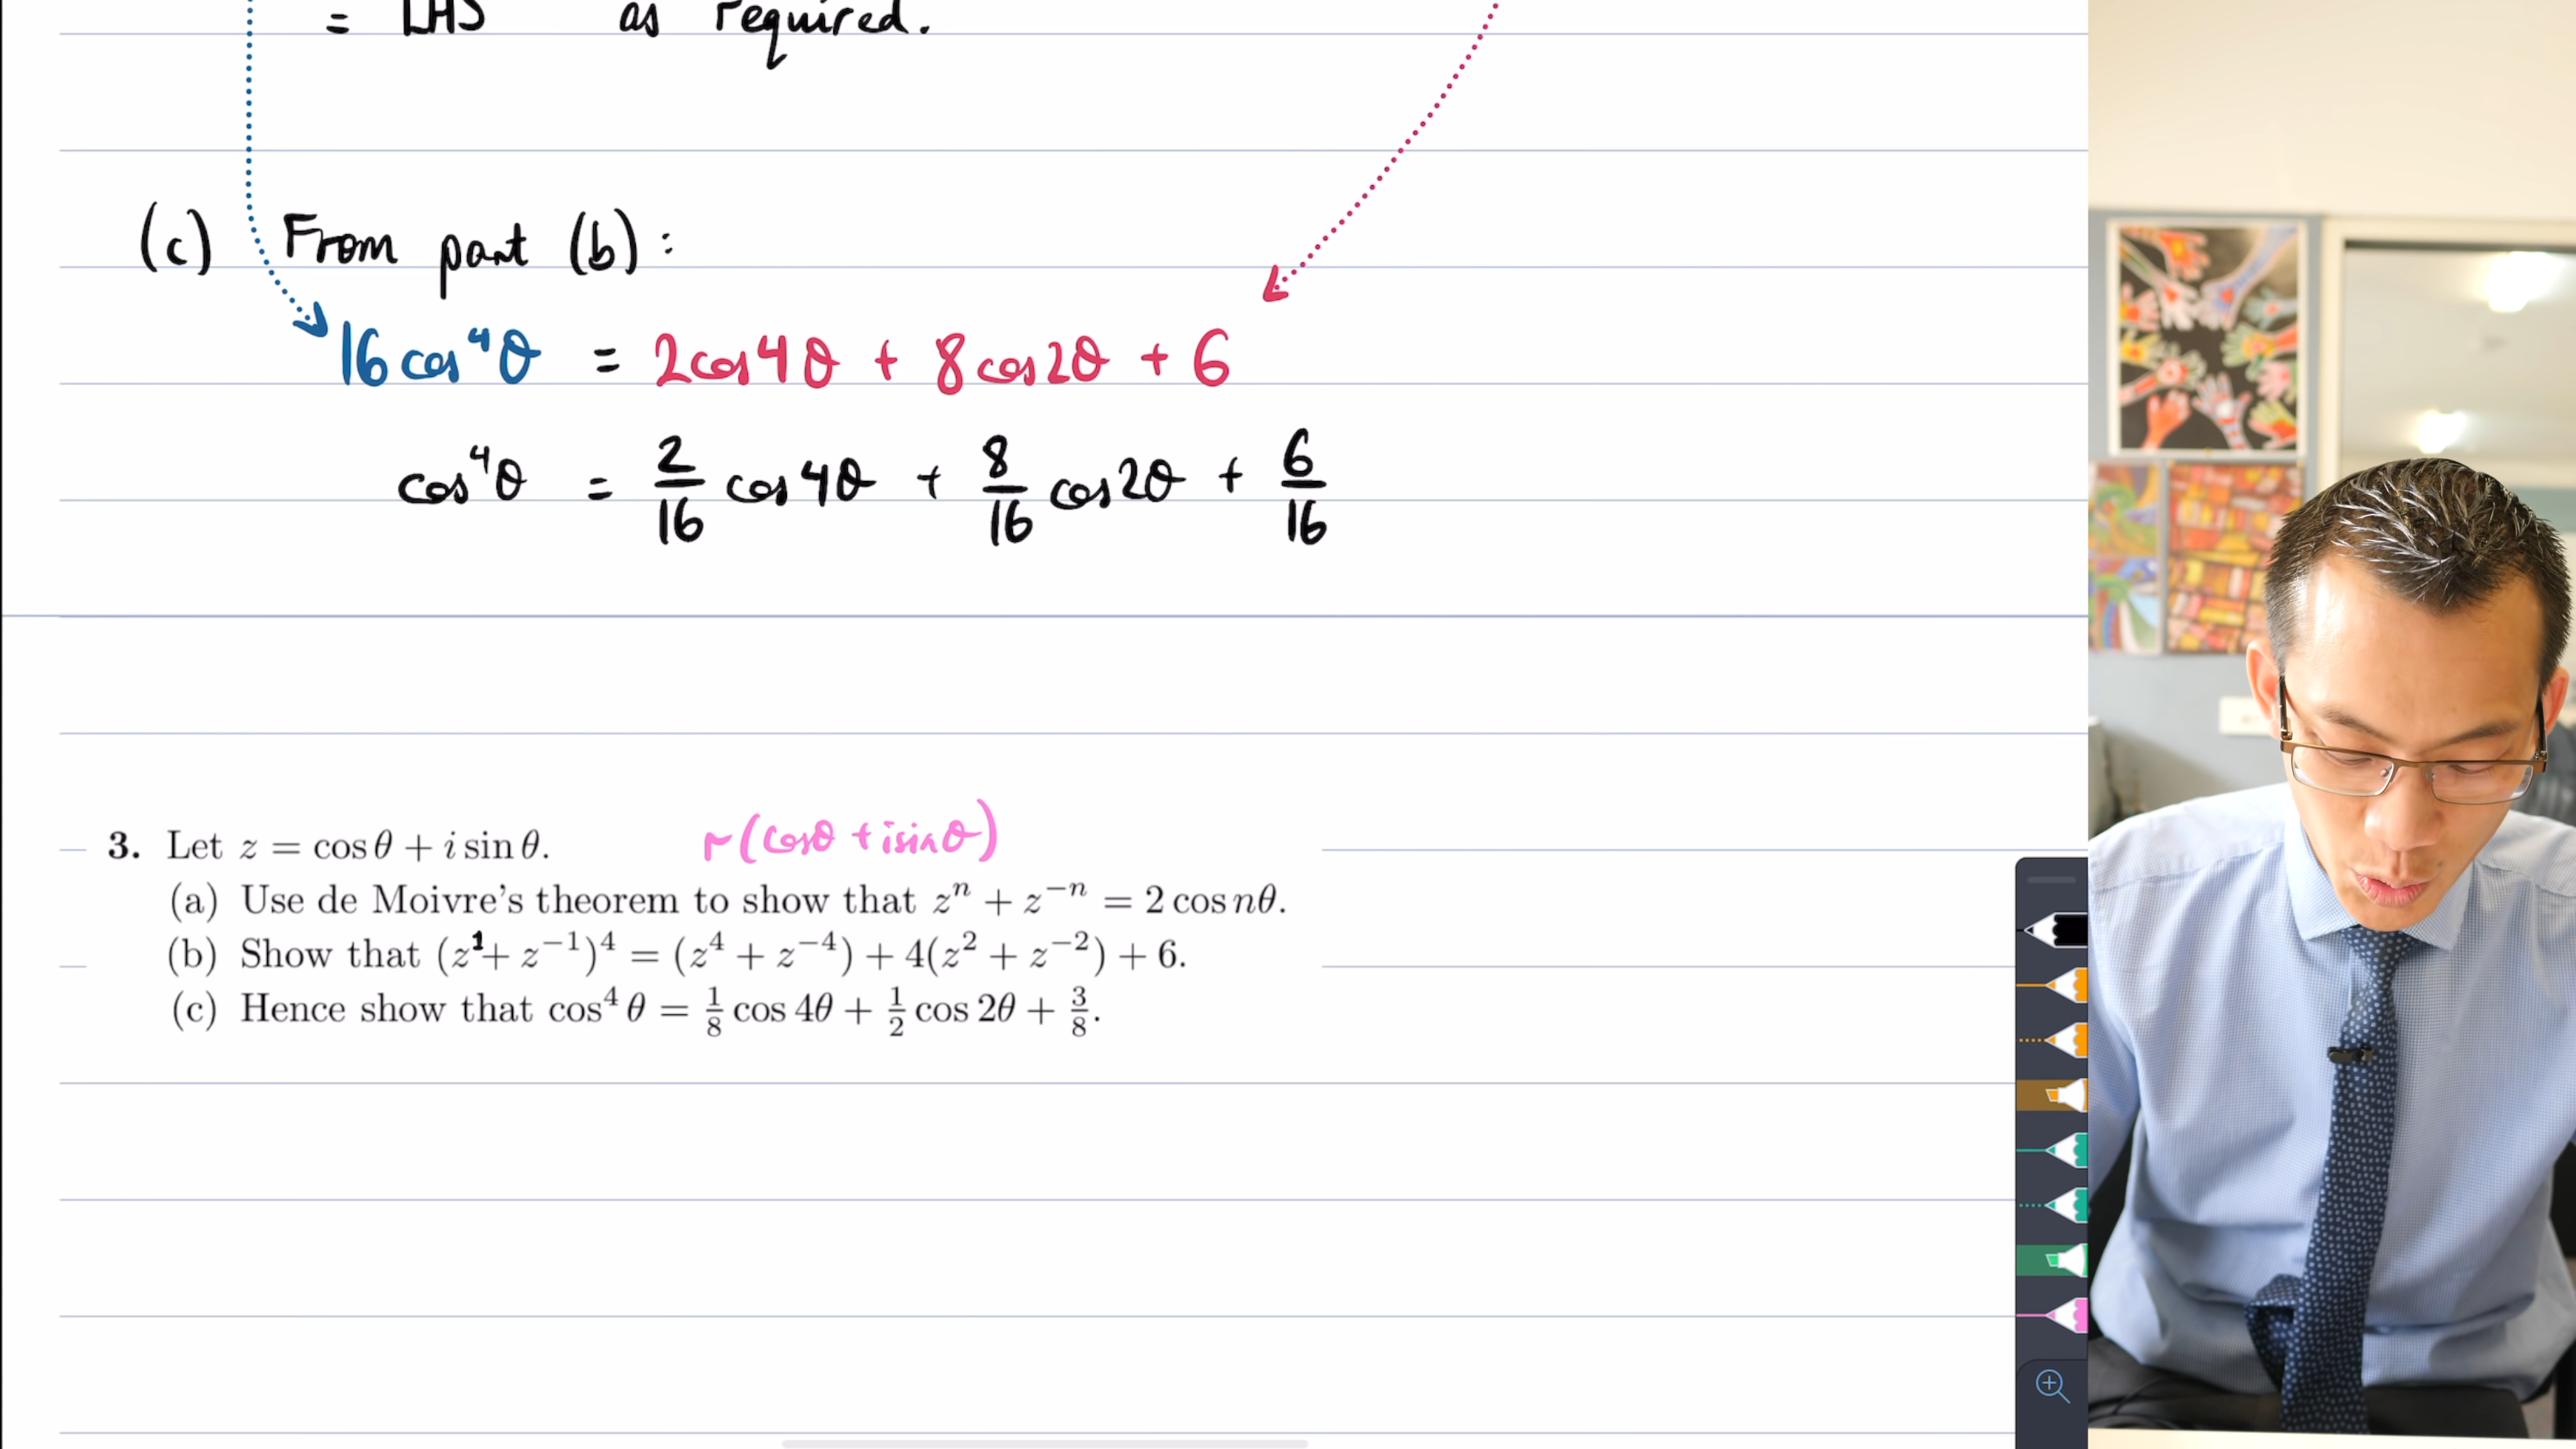 = LHS as required.
(c) From part (b):
16 cos⁴θ = 2cos4θ + 8cos2θ + 6
cos⁴θ = 2/16 cos4θ + 8/16 cos2θ + 6/16
r(cosθ + isinθ)
3. Let z = cos θ + i sin θ.
(a) Use de Moivre's theorem to show that zⁿ + z⁻ⁿ = 2 cos nθ.
(b) Show that (z¹ + z⁻¹)⁴ = (z⁴ + z⁻⁴) + 4(z² + z⁻²) + 6.
(c) Hence show that cos⁴ θ = 1/8 cos 4θ + 1/2 cos 2θ + 3/8.